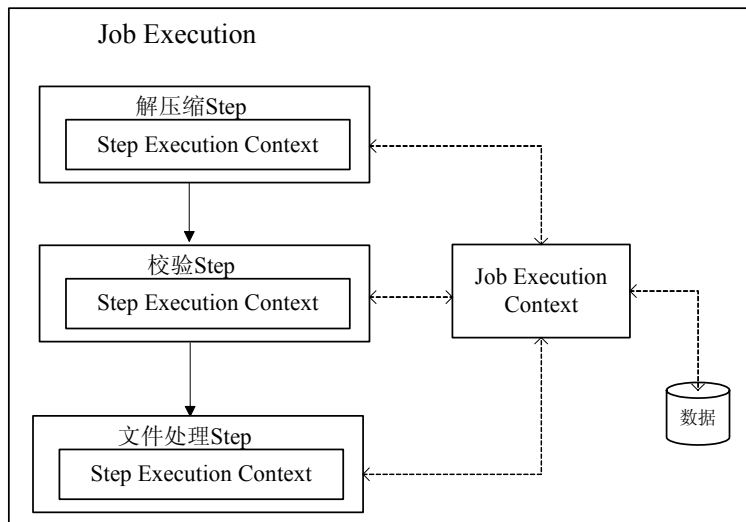 Job Execution
解压缩Step
Step Execution Context
校验Step
Step Execution Context
Job Execution
Context
数据
文件处理Step
Step Execution Context